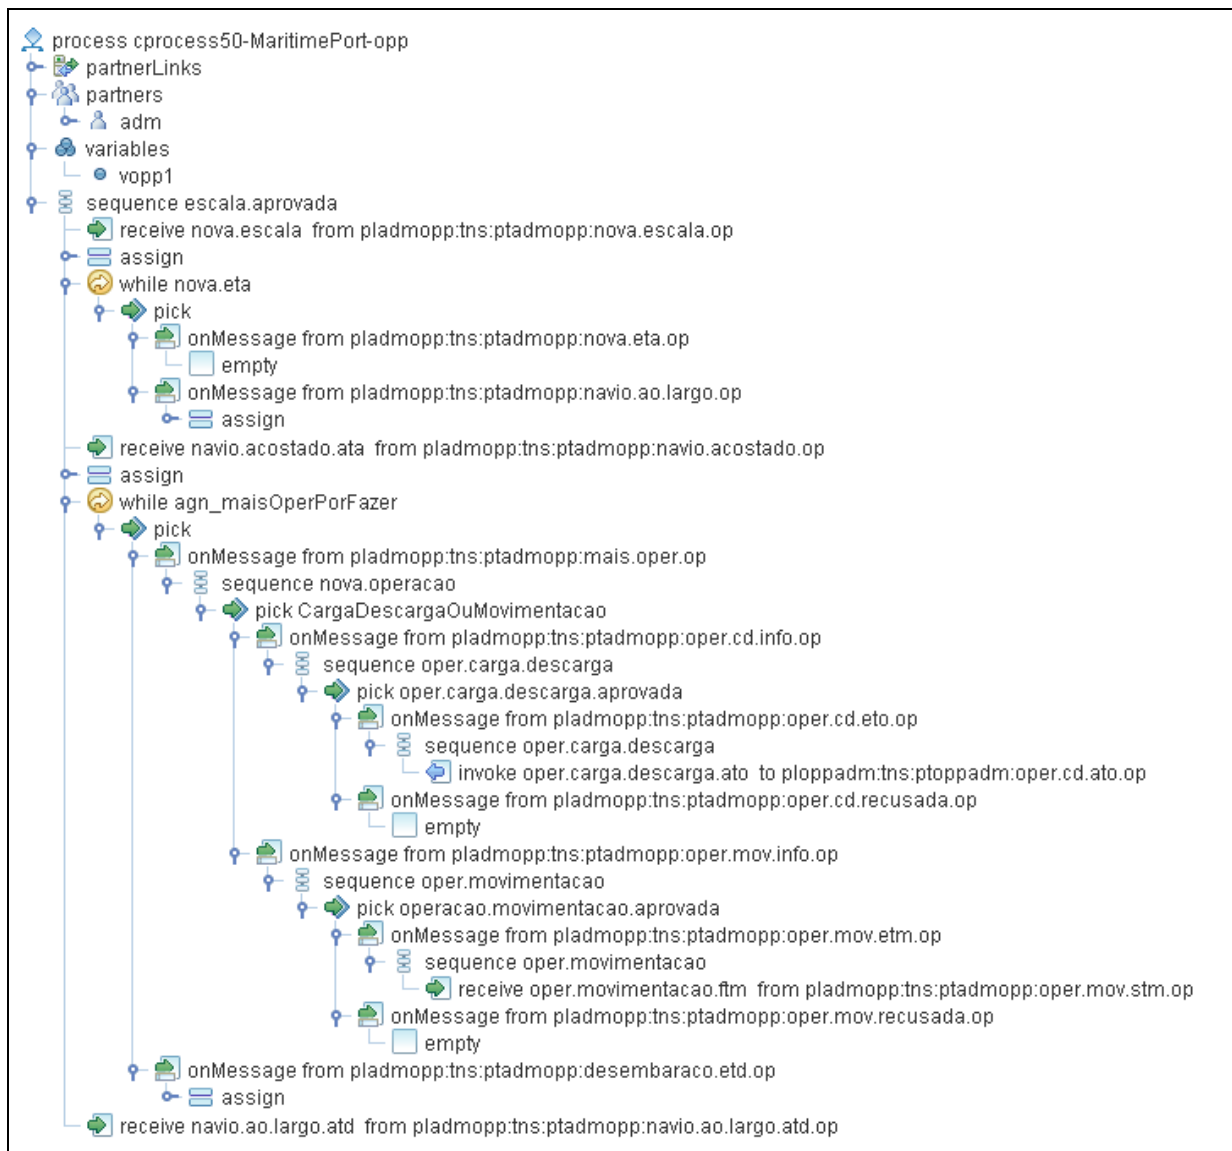 process cprocess50-MaritimePort-opp
partnerLinks
partners
adm
variables
vopp1
sequence escala.aprovada
receive nova.escala from pladmopp:tns:ptadmopp:nova.escala.op
assign
while nova.eta
pick
onMessage from pladmopp:tns:ptadmopp:nova.eta.op
empty
onMessage from pladmopp:tns:ptadmopp:navio.ao.largo.op
assign
receive navio.acostado.ata from pladmopp:tns:ptadmopp:navio.acostado.op
assign
while agn_maisOperPorFazer
pick
onMessage from pladmopp:tns:ptadmopp:mais.oper.op
sequence nova.operacao
pick CargaDescargaOuMovimentacao
onMessage from pladmopp:tns:ptadmopp:oper.cd.info.op
sequence oper.carga.descarga
pick oper.carga.descarga.aprovada
onMessage from pladmopp:tns:ptadmopp:oper.cd.eto.op
sequence oper.carga.descarga
invoke oper.carga.descarga.ato to ploppadm:tns:ptoppadm:oper.cd.ato.op
onMessage from pladmopp:tns:ptadmopp:oper.cd.recusada.op
empty
onMessage from pladmopp:tns:ptadmopp:oper.mov.info.op
sequence oper.movimentacao
pick operacao.movimentacao.aprovada
onMessage from pladmopp:tns:ptadmopp:oper.mov.etm.op
sequence oper.movimentacao
receive oper.movimentacao.ftm from pladmopp:tns:ptadmopp:oper.mov.stm.op
onMessage from pladmopp:tns:ptadmopp:oper.mov.recusada.op
empty
onMessage from pladmopp:tns:ptadmopp:desembaraco.etd.op
assign
receive navio.ao.largo.atd from pladmopp:tns:ptadmopp:navio.ao.largo.atd.op